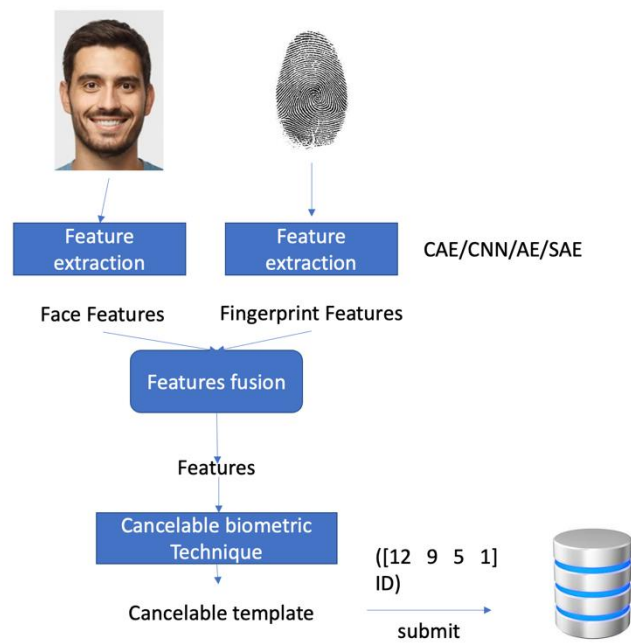 Feature
extraction
Feature
extraction
CAE/CNN/AE/SAE
Face Features
Fingerprint Features
Features fusion
Features
Cancelable biometric
Technique
([12 9 5 1]
ID)
Cancelable template
submit